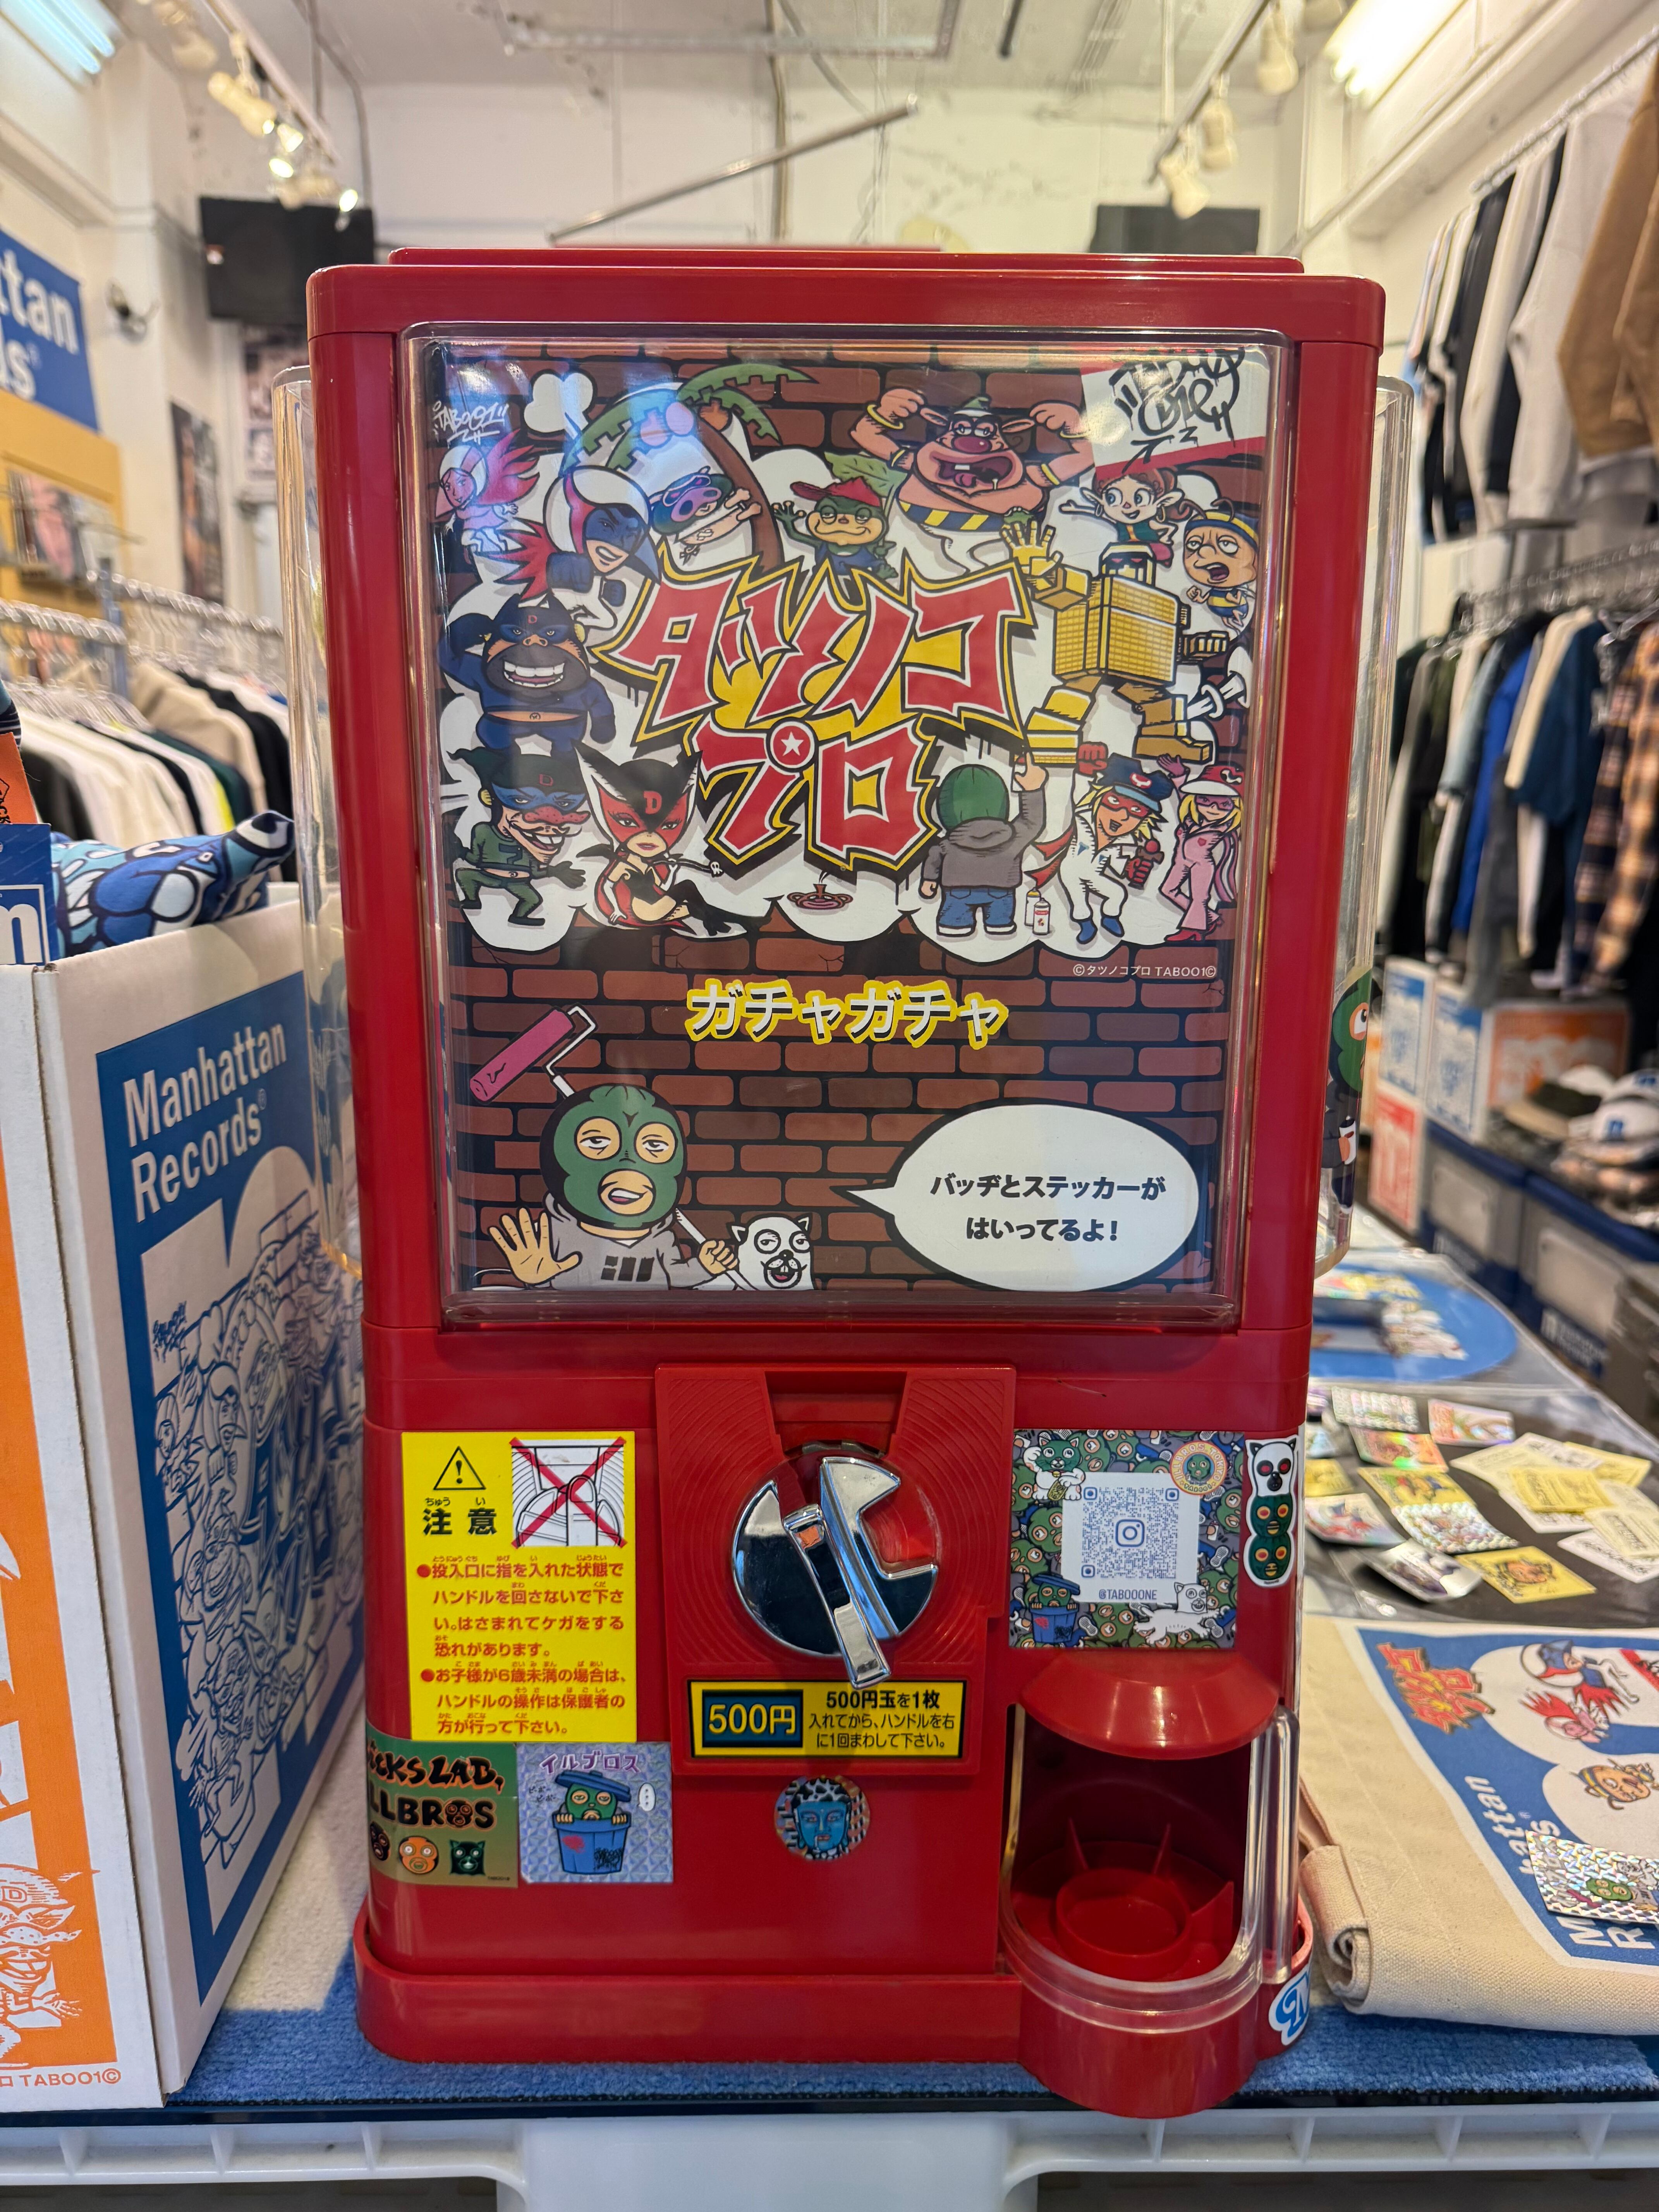 Manhattan
Records®
TABOO1
タツノコ
プロ
©タツノコプロ TABOO1©
ガチャガチャ
バッヂとステッカーが
はいってるよ!
注意
ちゅう い
●投入口に指を入れた状態で
ハンドルを回さないで下さ
い。はさまれてケガをする
恐れがあります。
●お子様が6歳未満の場合は、
ハンドルの操作は保護者の
方が行って下さい。
500円
500円玉を1枚
入れてから、ハンドルを右
に1回まわして下さい。
@TABOOONE
LAB,
イルブロス
TABOO1©